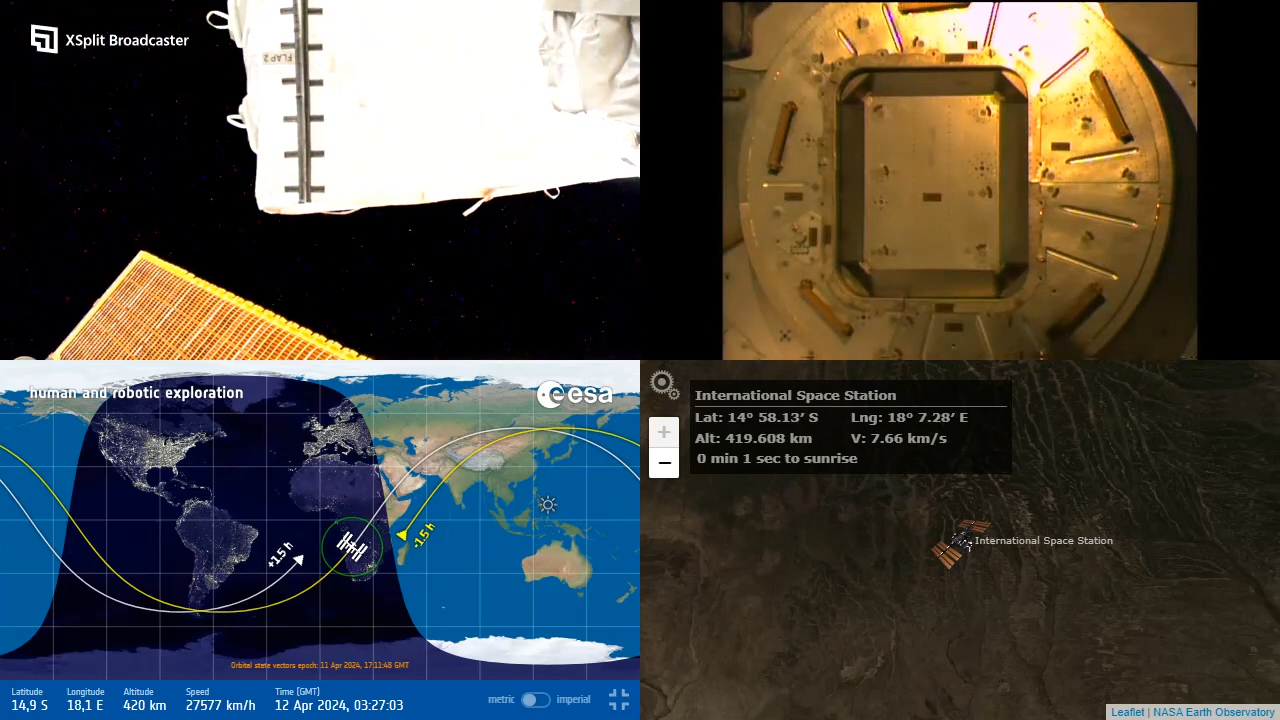 XSplit Broadcaster
FLAP 2
human and robotic exploration
esa
+1.5 h
-1.5 h
Orbital state vectors epoch: 11 Apr 2024, 17:11:48 GMT
Latitude
14,9 S
Longitude
18,1 E
Altitude
420 km
Speed
27577 km/h
Time (GMT)
12 Apr 2024, 03:27:03
metric
imperial
International Space Station
Lat: 14° 58.13′ S
Lng: 18° 7.28′ E
Alt: 419.608 km
V: 7.66 km/s
0 min 1 sec to sunrise
+
−
International Space Station
Leaflet | NASA Earth Observatory